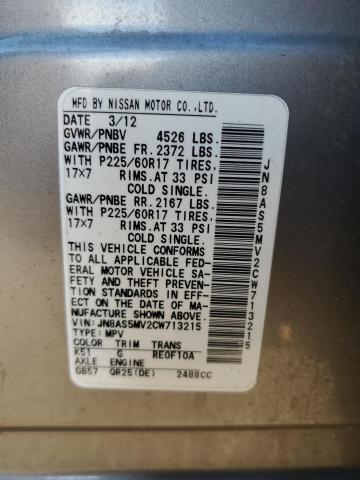 MFD BY NISSAN MOTOR CO.,LTD.
DATE 3/12
GVWR/PNBV 4526 LBS.
GAWR/PNBE FR. 2372 LBS.
WITH P225/60R17 TIRES,
17×7 RIMS.AT 33 PSI
COLD SINGLE.
GAWR/PNBE RR. 2167 LBS.
WITH P225/60R17 TIRES,
17×7 RIMS.AT 33 PSI
COLD SINGLE.
THIS VEHICLE CONFORMS
TO ALL APPLICABLE FED-
ERAL MOTOR VEHICLE SA-
FETY AND THEFT PREVEN-
TION STANDARDS IN EFF-
ECT ON THE DATE OF MA-
NUFACTURE SHOWN ABOVE.
VIN: JN8AS5MV2CW713215
TYPE: MPV
COLOR TRIM TRANS
K51 G RE0F10A
AXLE ENGINE
GB57 QR25(DE) 2488CC
JN8AS5MV2CW713215